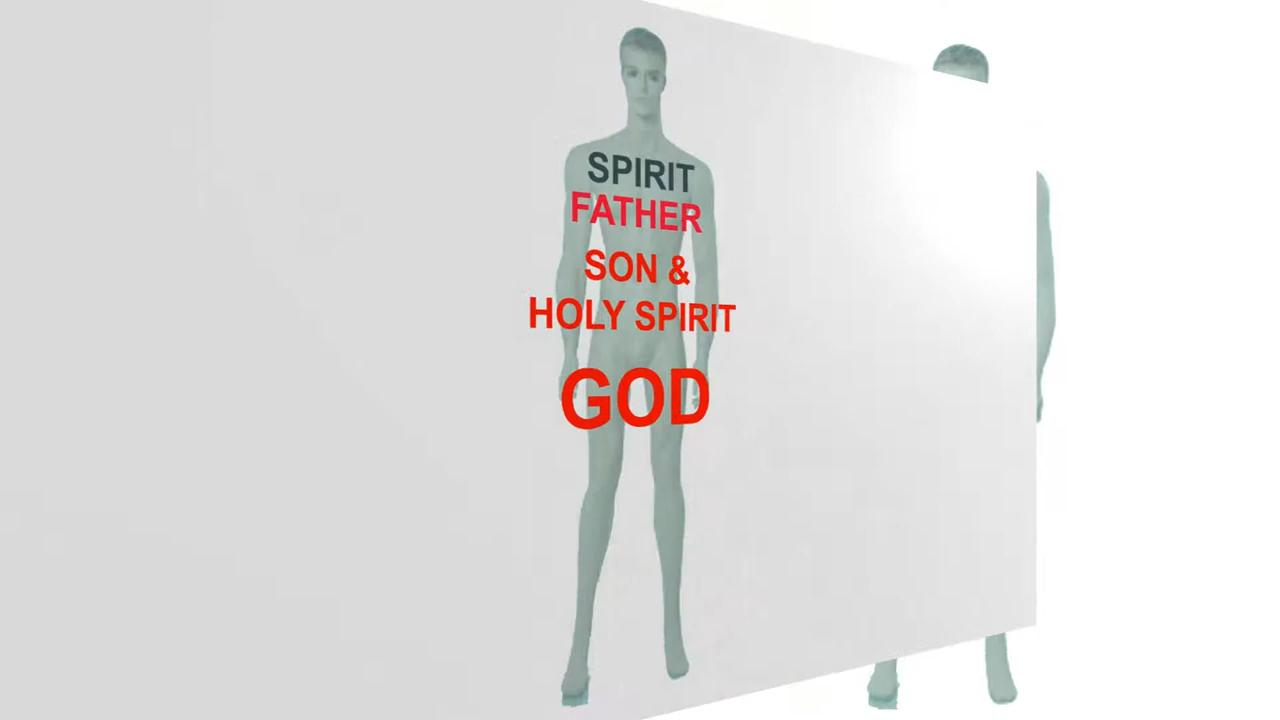 SPIRIT
FATHER
SON &
HOLY SPIRIT
GOD